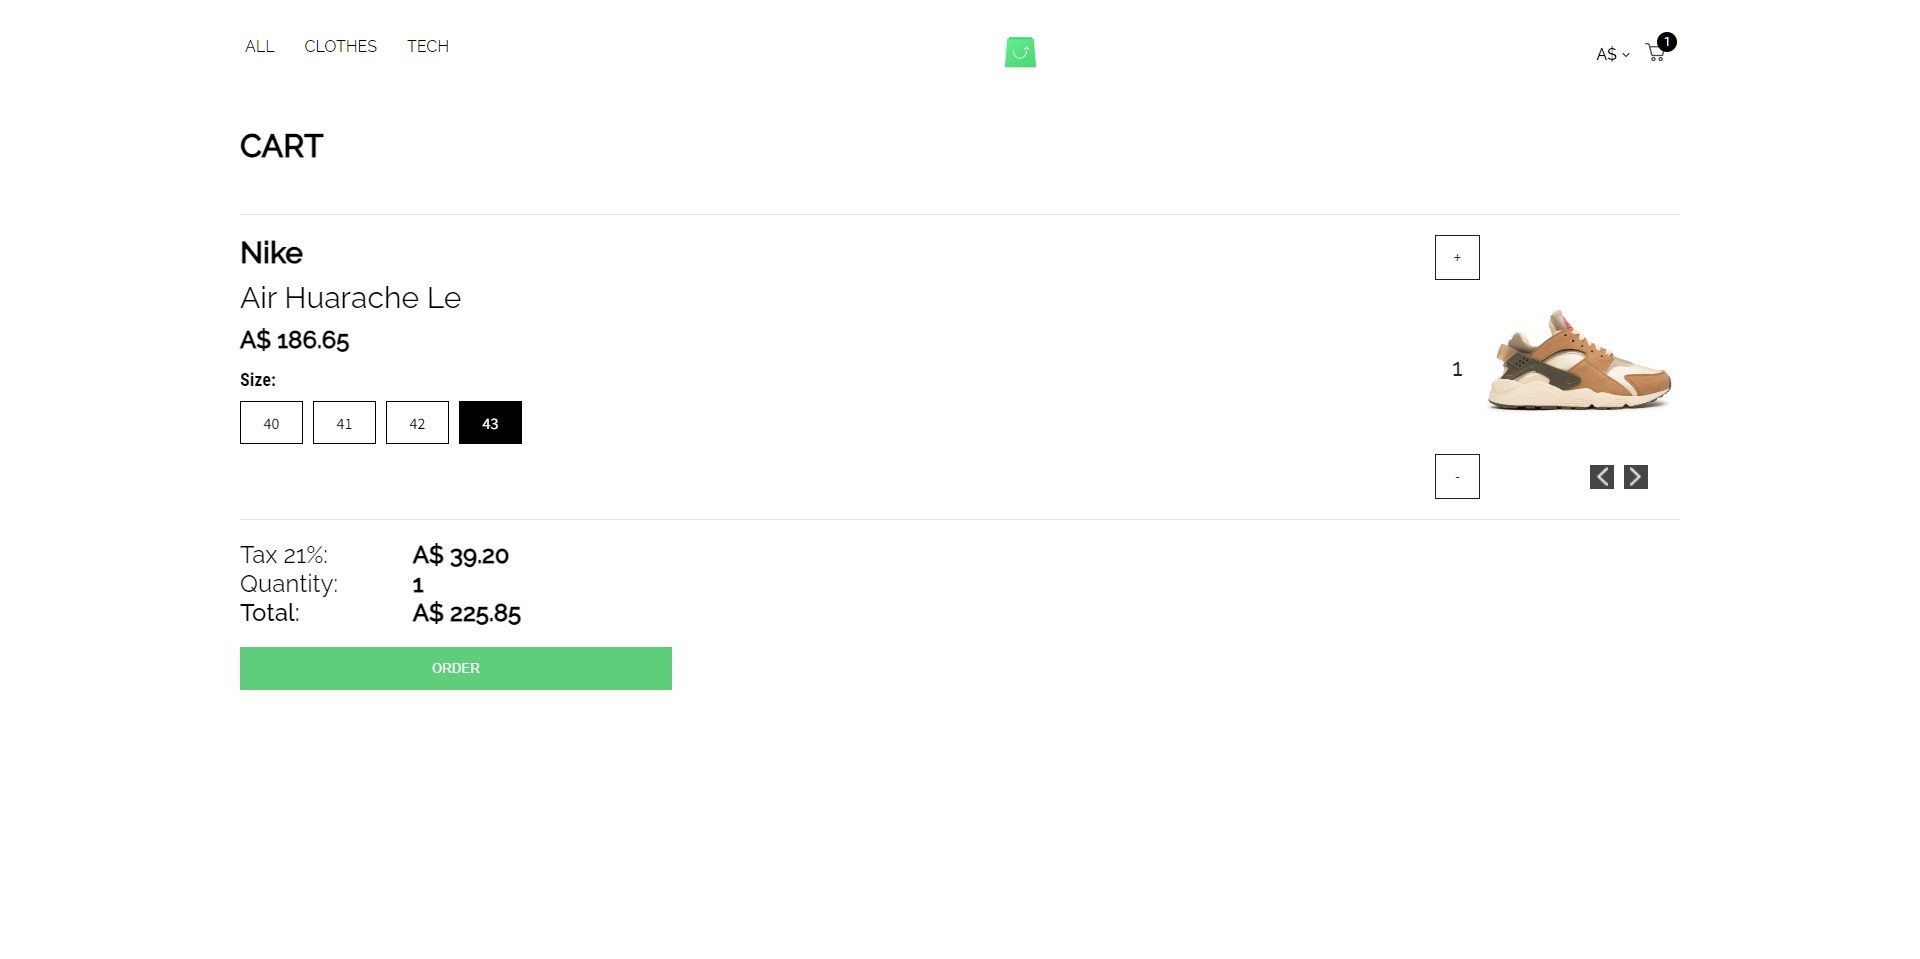 ALL CLOTHES TECH
A$ 1
CART
Nike
Air Huarache Le
A$ 186.65
Size:
40 41 42 43
+
1
-
Tax 21%: A$ 39.20
Quantity: 1
Total: A$ 225.85
ORDER